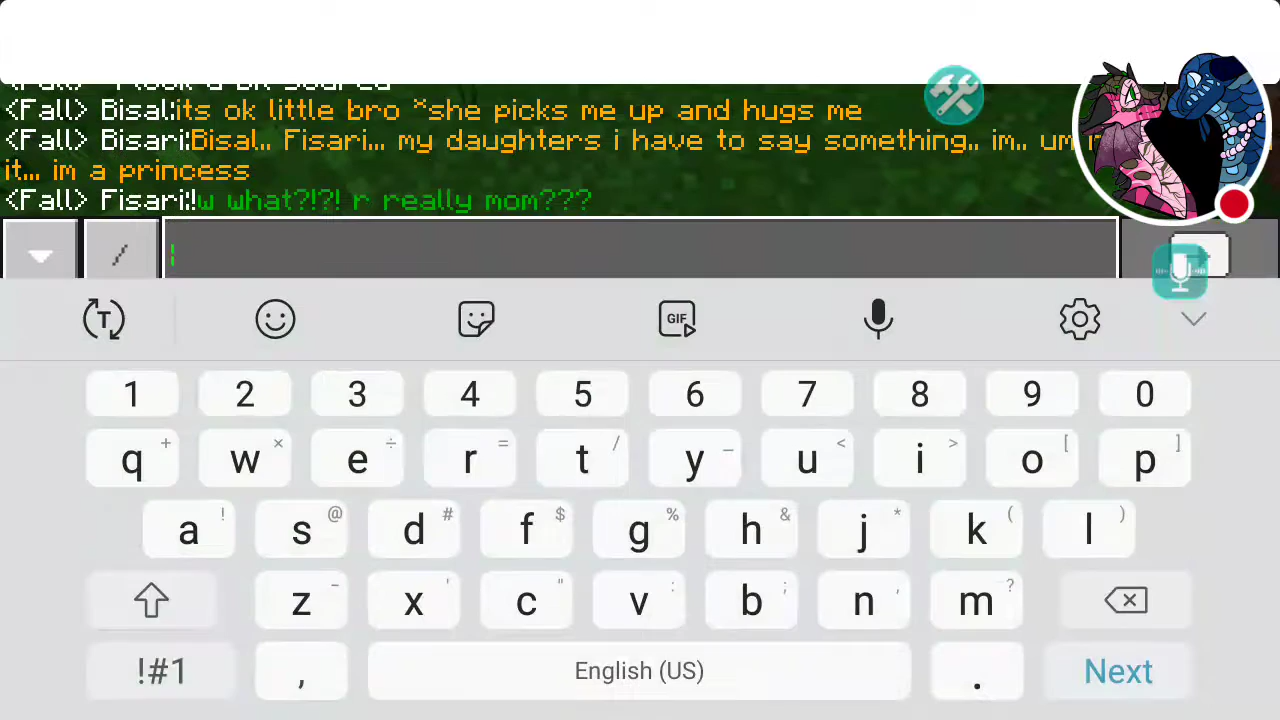 <Fall> Bisal:its ok little bro *she picks me up and hugs me
<Fall> Bisari:Bisal.. Fisari... my daughters i have to say something.. im.. um
it... im a princess
<Fall> Fisari:!w what?!?! r really mom???
/
T GIF
1 2 3 4 5 6 7 8 9 0
q + w × e ÷ r = t / y _ u < i > o [ p ]
a ! s @ d # f $ g % h & j * k ( l )
z - x ' c " v : b ; n , m ?
!#1 , English (US) . Next